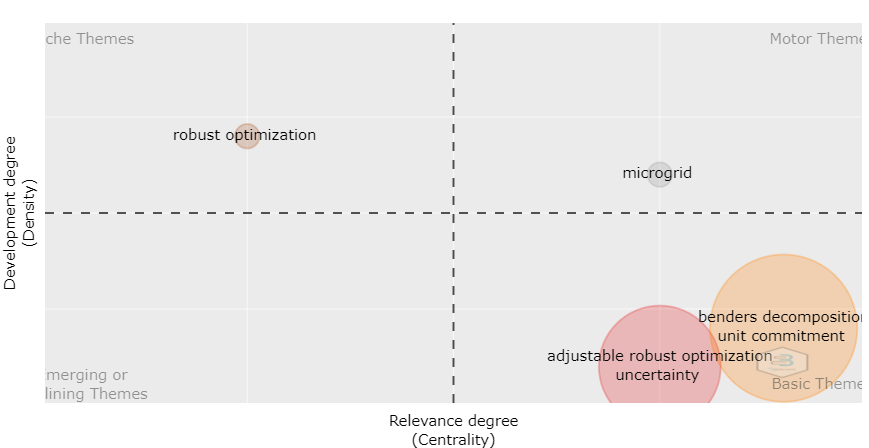 che Themes
Motor Theme
robust optimization
microgrid
Development degree
(Density)
benders decomposition
unit commitment
adjustable robust optimization
uncertainty
merging or
lining Themes
Basic Theme
Relevance degree
(Centrality)